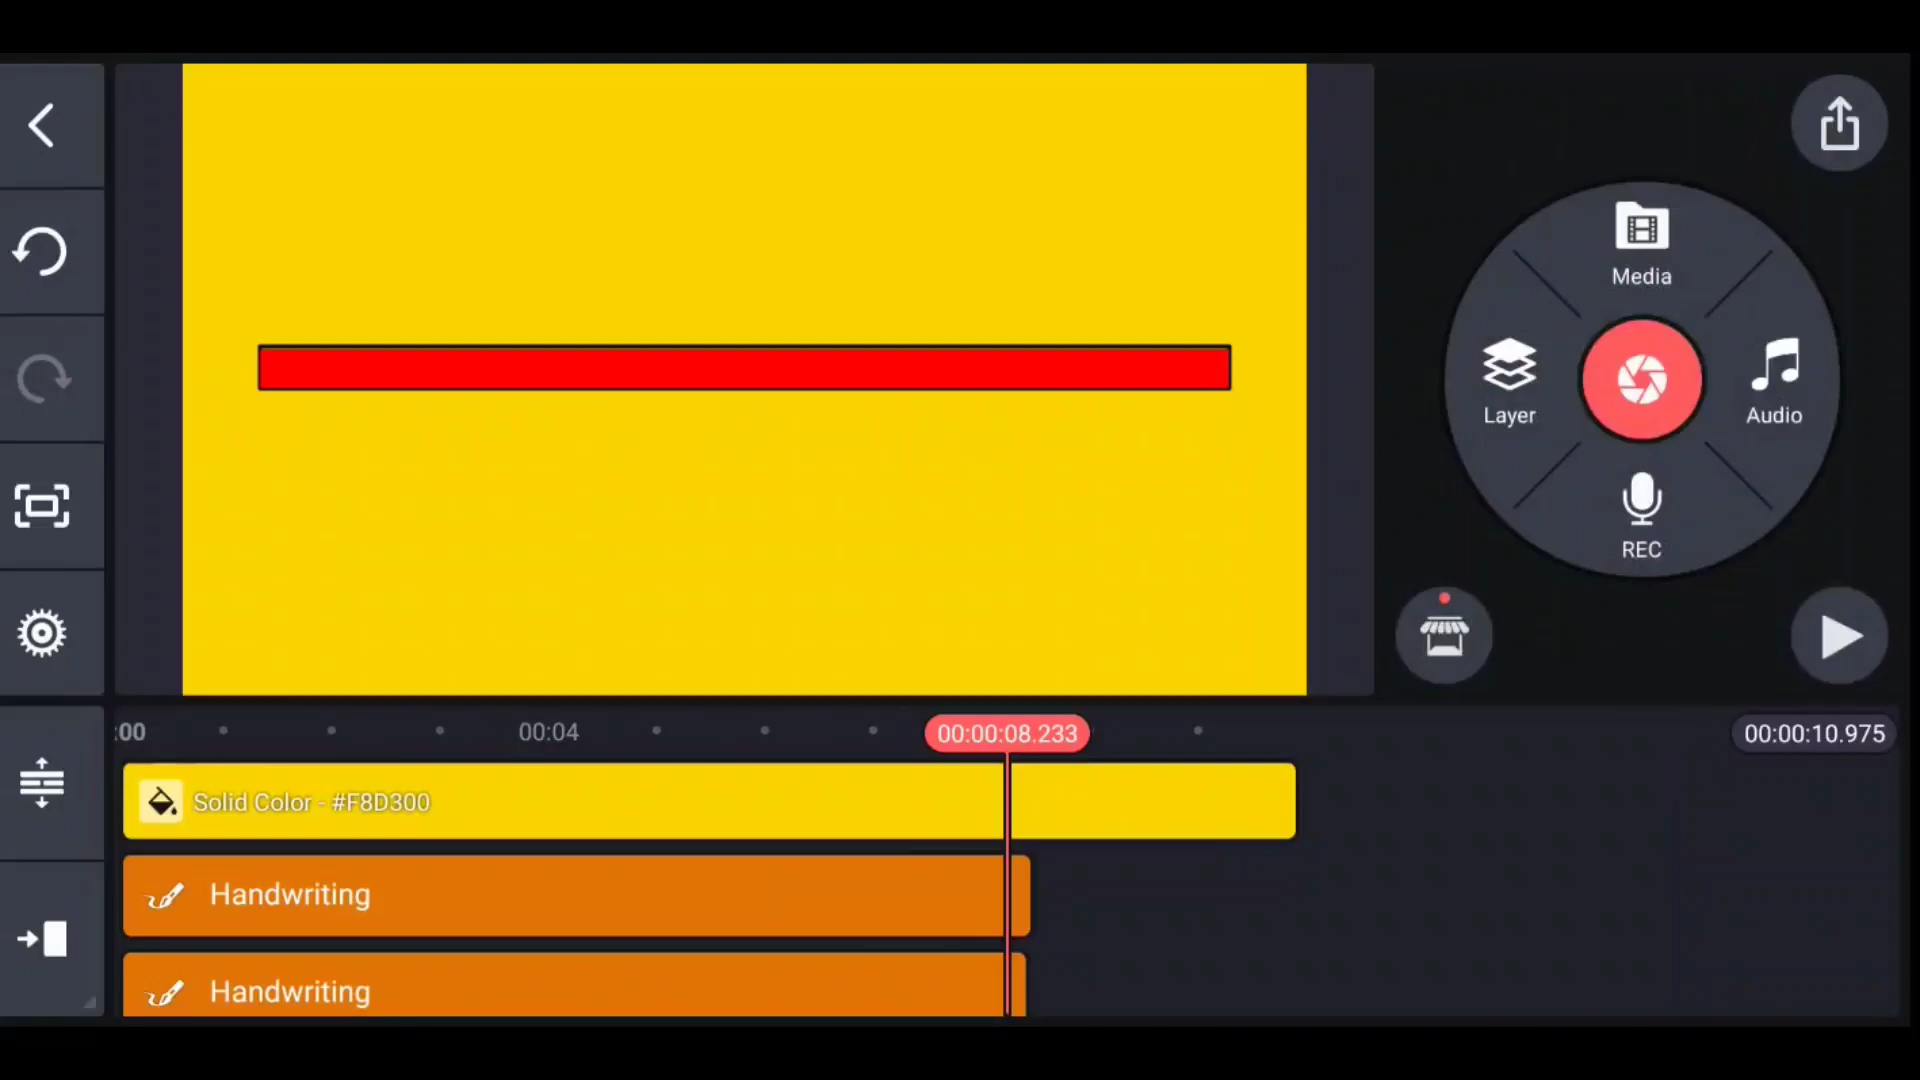 Media
Layer
Audio
REC
:00
00:04
00:00:08.233
00:00:10.975
Solid Color - #F8D300
Handwriting
Handwriting